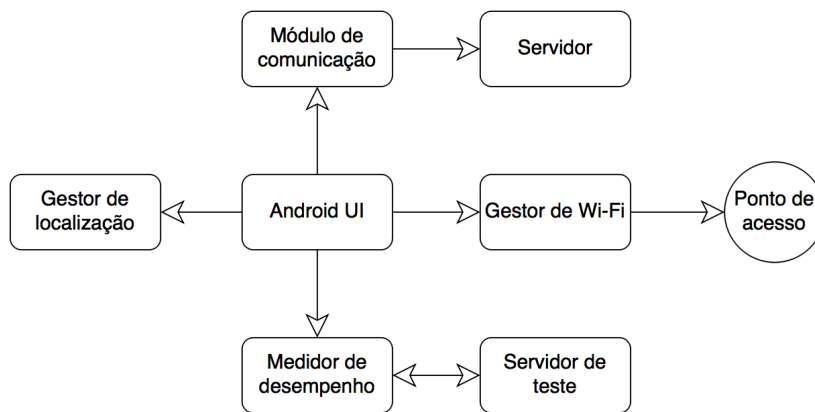 Módulo de
comunicação
Servidor
Gestor de
localização
Android UI
Gestor de Wi-Fi
Ponto de
acesso
Medidor de
desempenho
Servidor de
teste